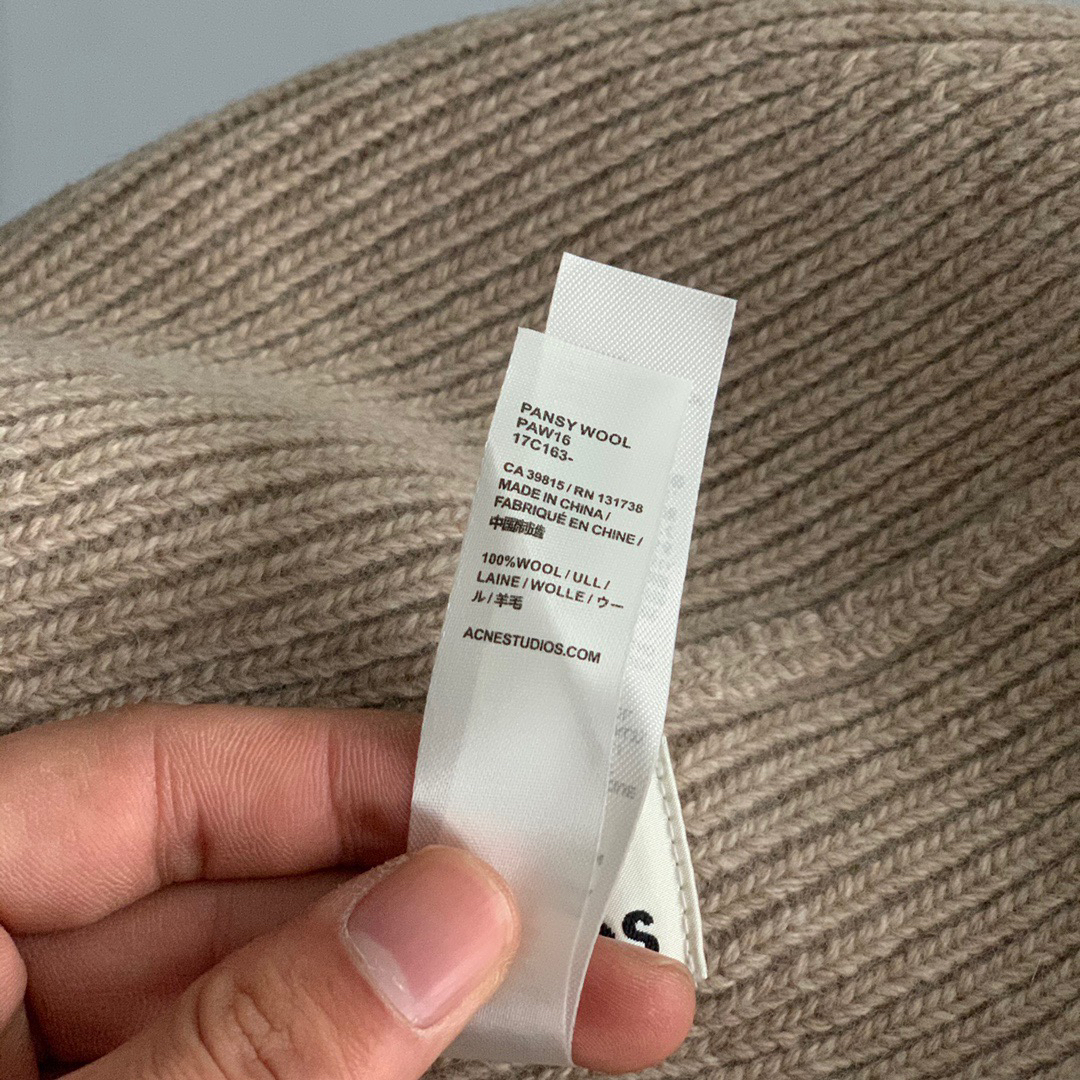 PANSY WOOL
PAW16
17C163-
CA 39815 / RN 131738
MADE IN CHINA /
FABRIQUÉ EN CHINE /
中国制造
100%WOOL / ULL /
LAINE / WOLLE / ウー
ル / 羊毛
ACNESTUDIOS.COM